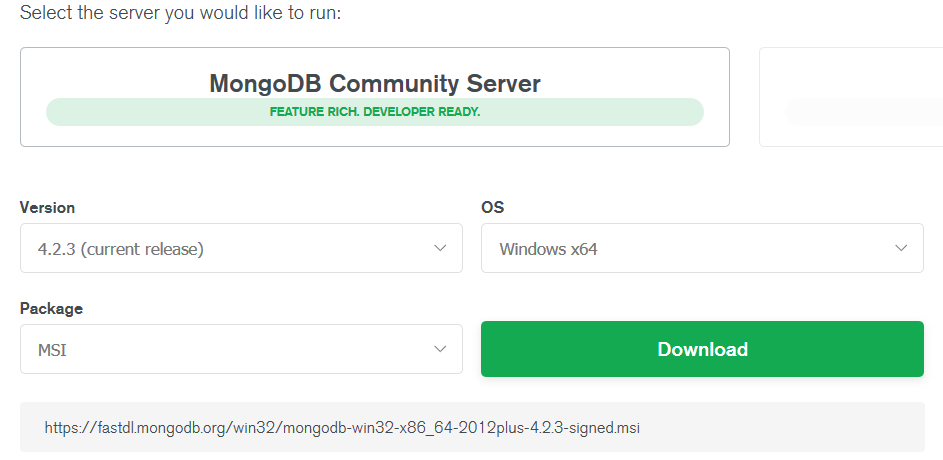 Select the server you would like to run:
MongoDB Community Server
FEATURE RICH. DEVELOPER READY.
Version
OS
4.2.3 (current release)
Windows x64
Package
MSI
Download
https://fastdl.mongodb.org/win32/mongodb-win32-x86_64-2012plus-4.2.3-signed.msi